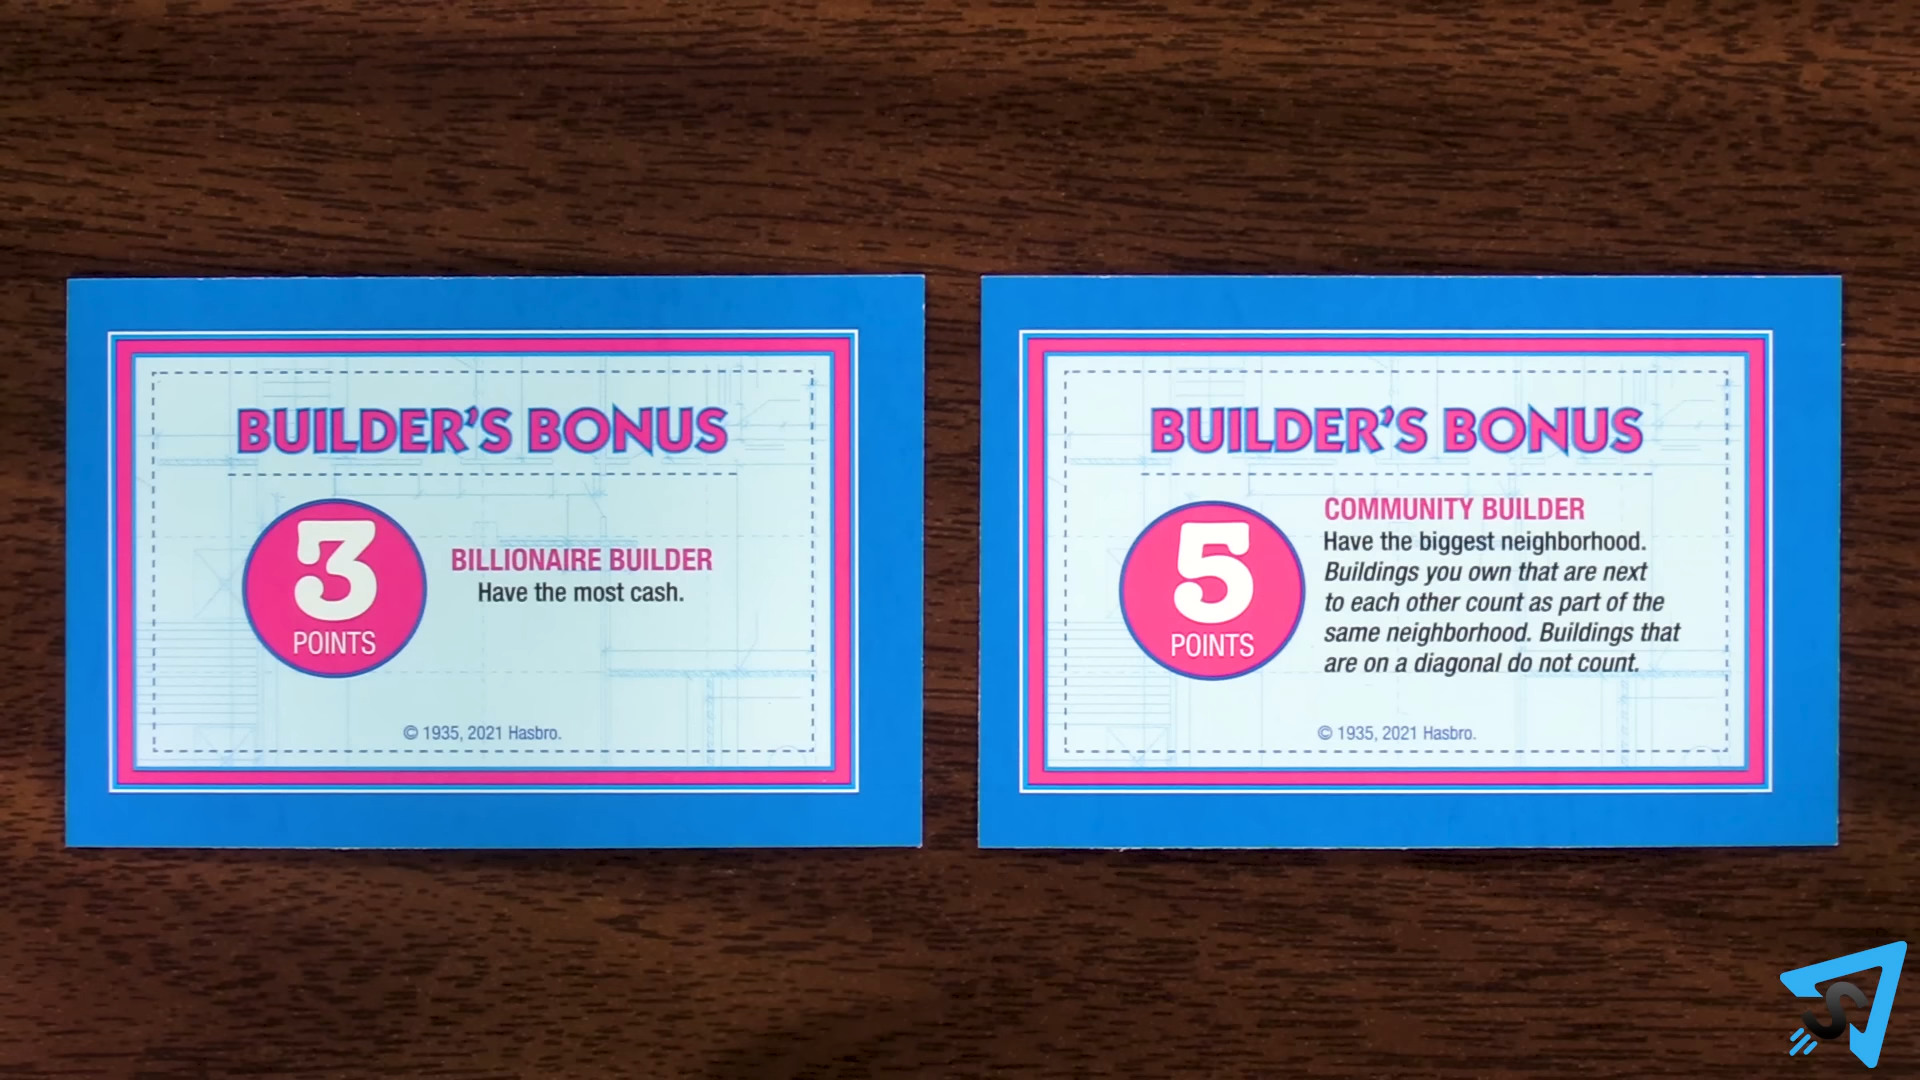 BUILDER'S BONUS
3
POINTS
BILLIONAIRE BUILDER
Have the most cash.
© 1935, 2021 Hasbro.
BUILDER'S BONUS
5
POINTS
COMMUNITY BUILDER
Have the biggest neighborhood.
Buildings you own that are next
to each other count as part of the
same neighborhood. Buildings that
are on a diagonal do not count.
© 1935, 2021 Hasbro.
S